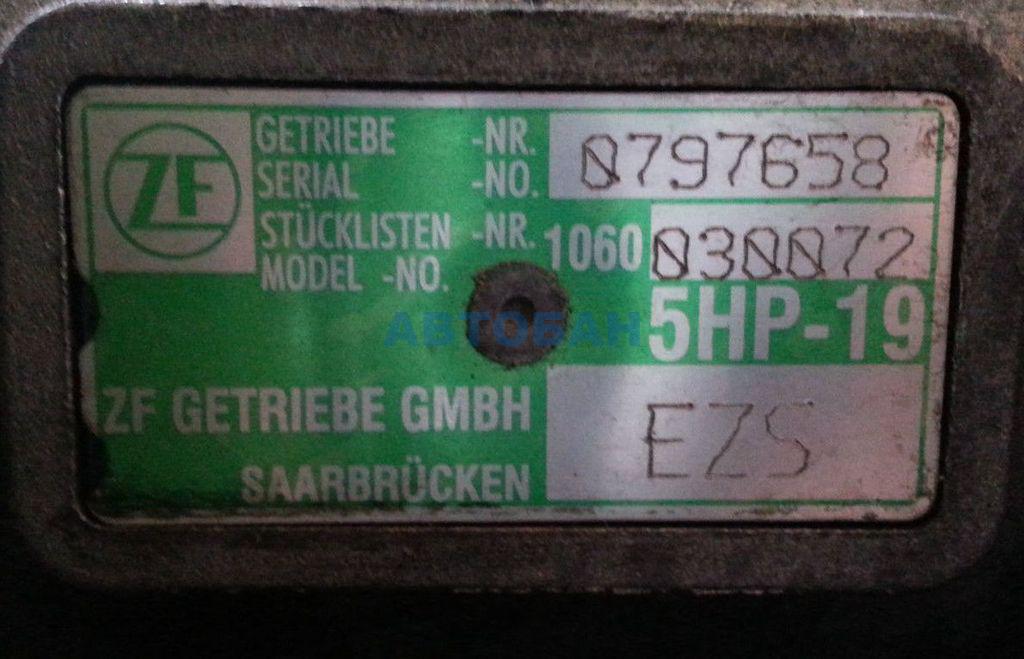 ZF
GETRIEBE -NR. 0797658
SERIAL -NO.
STÜCKLISTEN -NR. 1060 030072
MODEL -NO.
5HP-19
АВТОБАН
ZF GETRIEBE GMBH
EZS
SAARBRÜCKEN